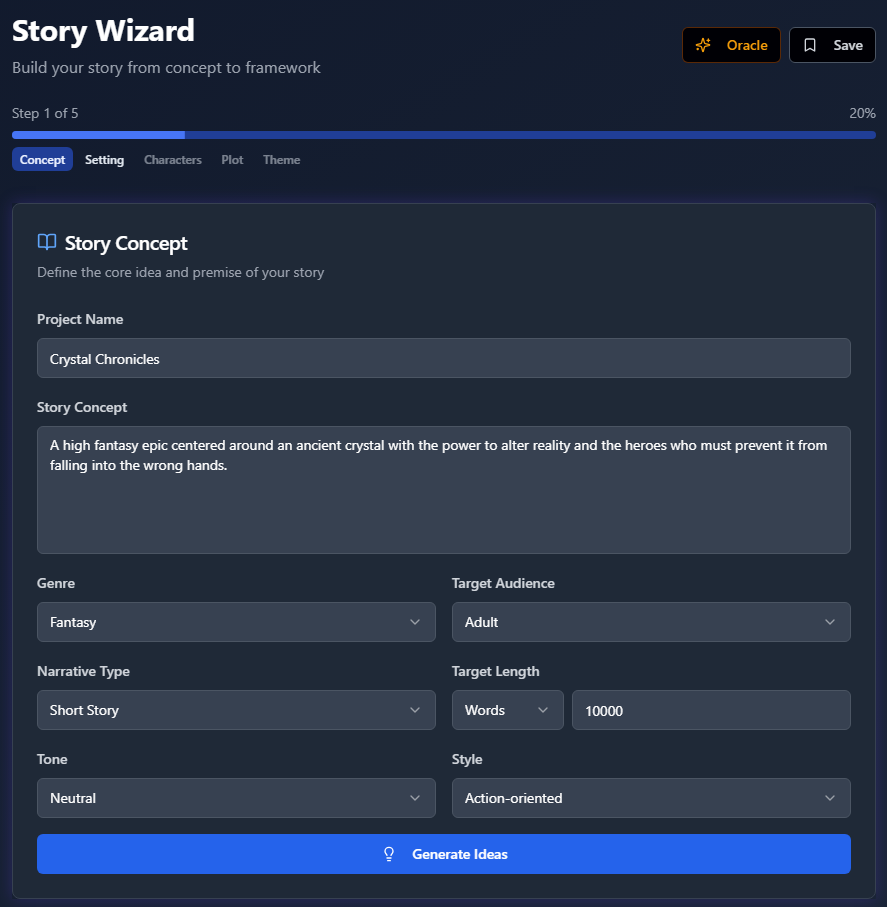 Story Wizard
Oracle
Save
Build your story from concept to framework
Step 1 of 5
20%
Concept
Setting
Characters
Plot
Theme
Story Concept
Define the core idea and premise of your story
Project Name
Crystal Chronicles
Story Concept
A high fantasy epic centered around an ancient crystal with the power to alter reality and the heroes who must prevent it from
falling into the wrong hands.
Genre
Target Audience
Fantasy
Adult
Narrative Type
Target Length
Short Story
Words
10000
Tone
Style
Neutral
Action-oriented
Generate Ideas